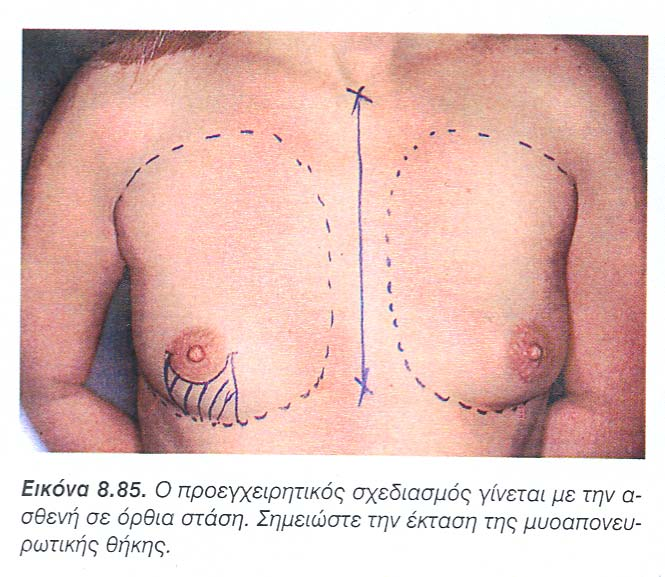 Εικόνα 8.85. Ο προεγχειρητικός σχεδιασμός γίνεται με την α-
σθενή σε όρθια στάση. Σημειώστε την έκταση της μυοαπονευ-
ρωτικής θήκης.